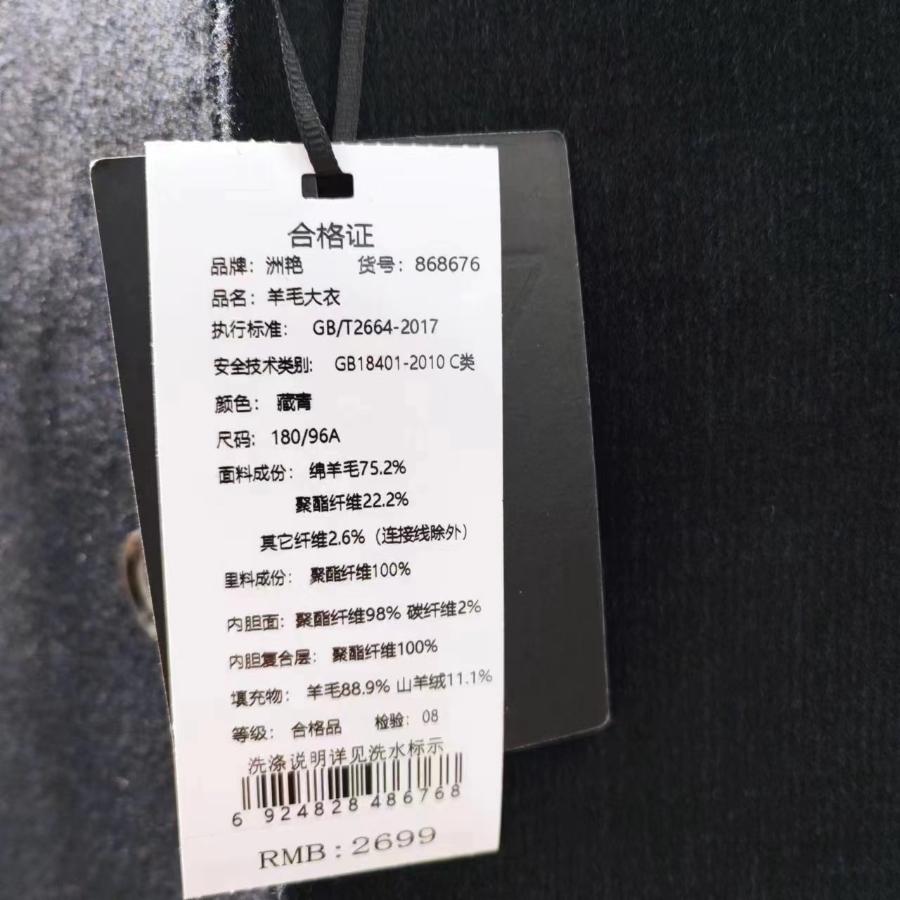 合格证
品牌：洲艳 货号：868676
品名：羊毛大衣
执行标准： GB/T2664-2017
安全技术类别： GB18401-2010 C类
颜色： 藏青
尺码： 180/96A
面料成份： 绵羊毛75.2%
聚酯纤维22.2%
其它纤维2.6%（连接线除外）
里料成份： 聚酯纤维100%
内胆面：聚酯纤维98% 碳纤维2%
内胆复合层： 聚酯纤维100%
填充物： 羊毛88.9% 山羊绒11.1%
等级： 合格品 检验： 08
洗涤说明详见洗水标示
6 924828 486768
RMB：2699